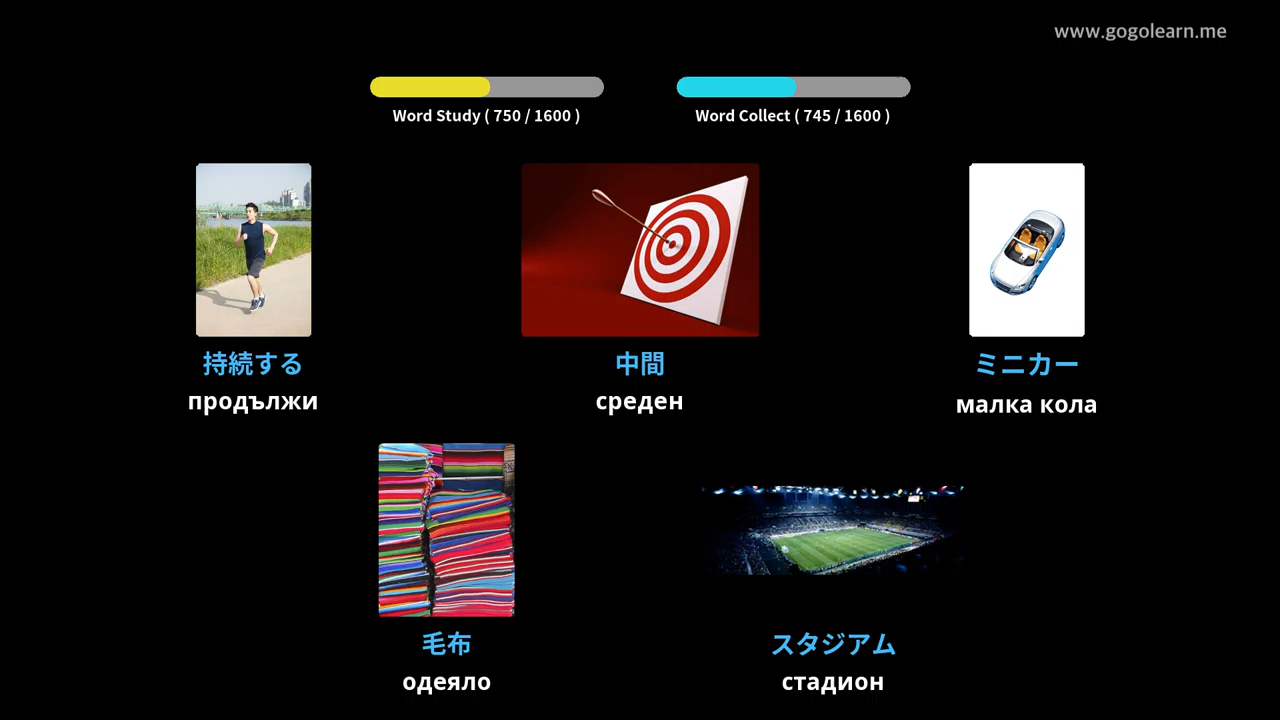 www.gogolearn.me
Word Study ( 750 / 1600 )
Word Collect ( 745 / 1600 )
持続する
中間
ミニカー
продължи
среден
малка кола
毛布
スタジアム
одеяло
стадион